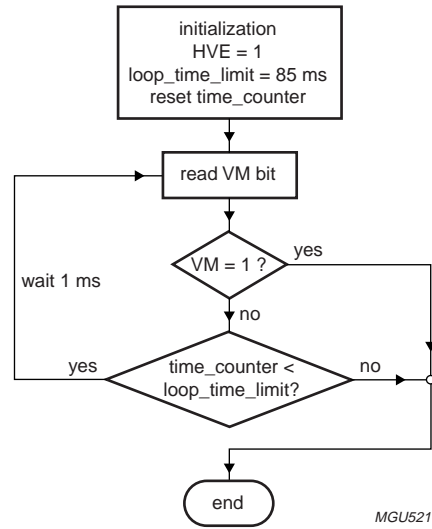 initialization
HVE = 1
loop_time_limit = 85 ms
reset time_counter
read VM bit
VM = 1 ?
yes
wait 1 ms
no
yes
time_counter <
loop_time_limit?
no
end
MGU521